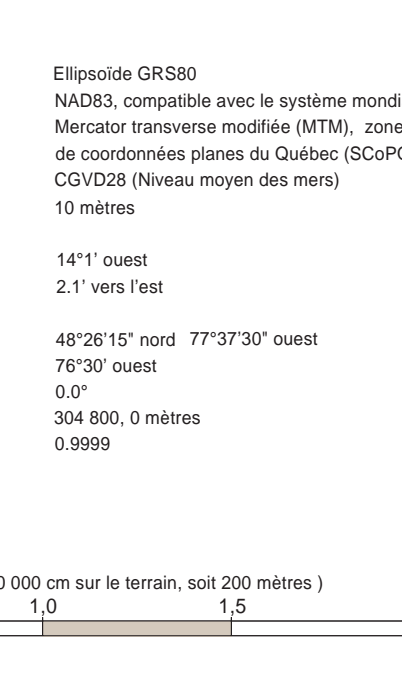 Ellipsoïde GRS80
NAD83, compatible avec le système
Mercator transverse modifiée (MTM), zone
de coordonnées planes du Québec
CGVD28 (Niveau moyen des mers)
10 mètres
14°1’ ouest
2.1’ vers l’est
48°26’15" nord 77°37’30" ouest
76°30’ ouest
0.0°
304 800, 0 mètres
0.9999
000 cm sur le terrain, soit 200 mètres )
1,0 1,5